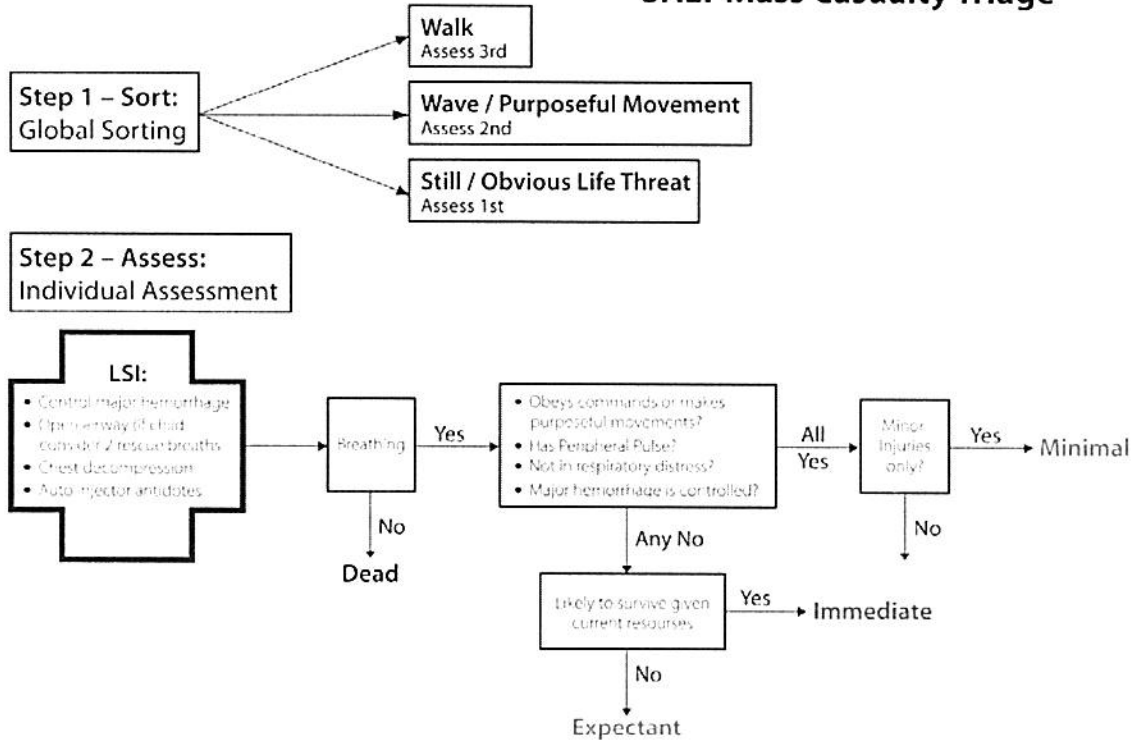 Mass Casualty Triage
Walk
Assess 3rd
Step 1 – Sort:
Global Sorting
Wave / Purposeful Movement
Assess 2nd
Still / Obvious Life Threat
Assess 1st
Step 2 – Assess:
Individual Assessment
LSI:
• Control major hemorrhage
• Open airway (if child
consider 2 rescue breaths
• Chest decompression
• Auto injector antidotes
Breathing
Yes
No
Dead
• Obeys commands or makes
purposeful movements?
• Has Peripheral Pulse?
• Not in respiratory distress?
• Major hemorrhage is controlled?
All
Yes
Minor
Injuries
only?
Yes
Minimal
No
Any No
Likely to survive given
current resourses
Yes
Immediate
No
Expectant